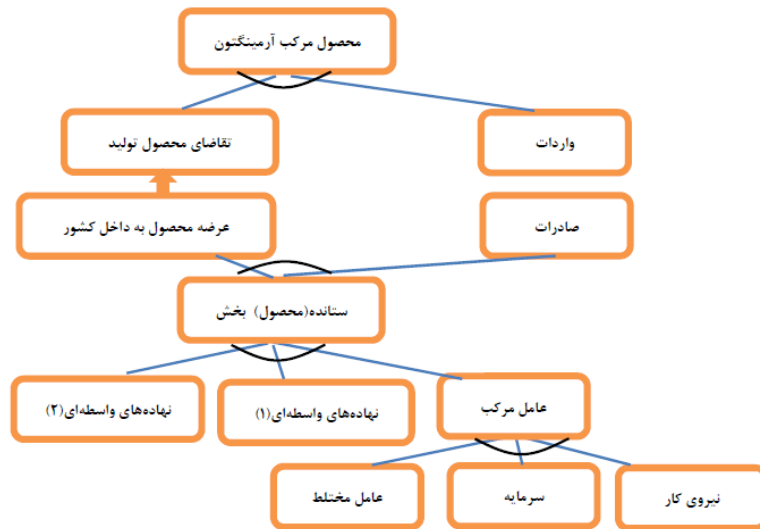 محصول مرکب آرمینگتون
تقاضای محصول تولید
واردات
عرضه محصول به داخل کشور
صادرات
ستانده(محصول) بخش
عامل مرکب
نهاده‌های واسطه‌ای(۱)
نهاده‌های واسطه‌ای(۲)
نیروی کار
سرمایه
عامل مختلط